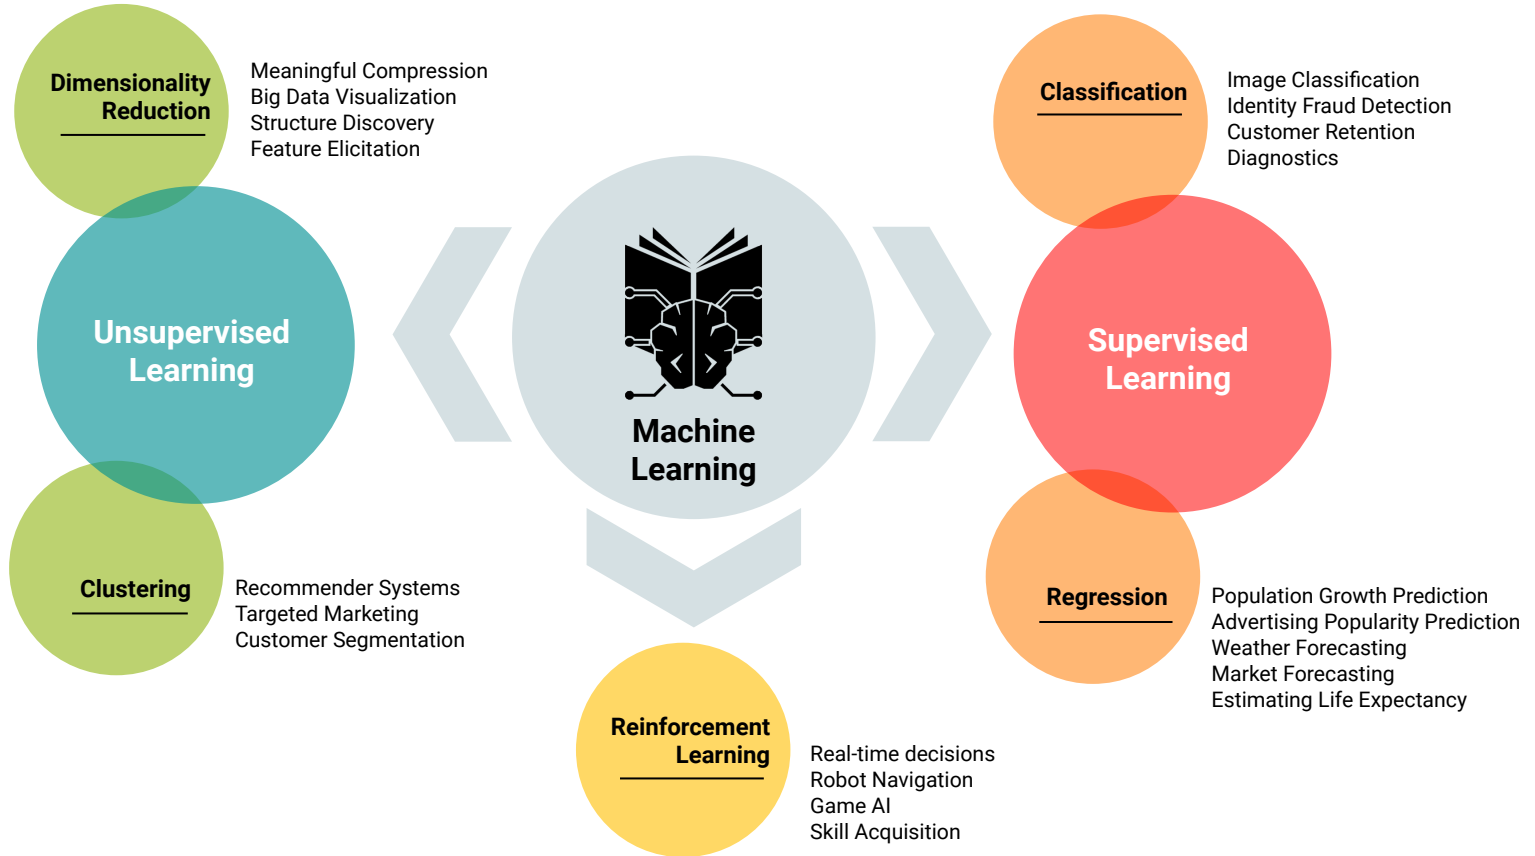 Dimensionality
Reduction
Meaningful Compression
Big Data Visualization
Structure Discovery
Feature Elicitation
Unsupervised
Learning
Clustering
Recommender Systems
Targeted Marketing
Customer Segmentation
Machine
Learning
Reinforcement
Learning
Real-time decisions
Robot Navigation
Game AI
Skill Acquisition
Classification
Image Classification
Identity Fraud Detection
Customer Retention
Diagnostics
Supervised
Learning
Regression
Population Growth Prediction
Advertising Popularity Prediction
Weather Forecasting
Market Forecasting
Estimating Life Expectancy